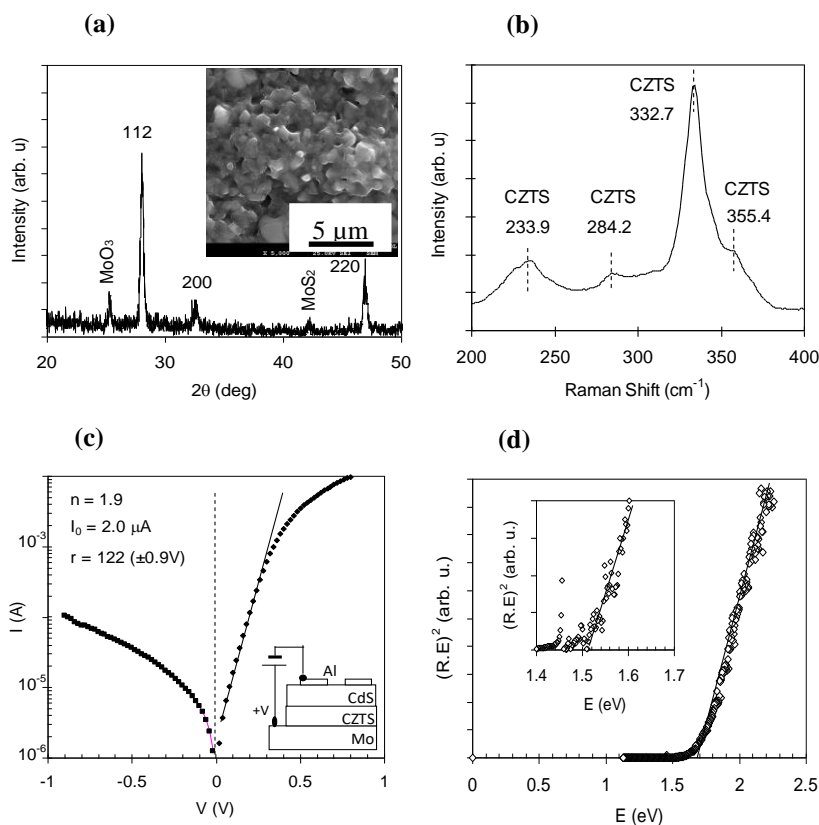 (a)
Intensity (arb. u)
MoO3
112
200
MoS2
220
5 µm
20
30
40
50
2θ (deg)
(b)
Intensity (arb. u)
CZTS
233.9
CZTS
284.2
CZTS
332.7
CZTS
355.4
200
250
300
350
400
Raman Shift (cm-1)
(c)
I (A)
10-3
10-4
10-5
10-6
n = 1.9
I0 = 2.0 µA
r = 122 (±0.9V)
Al
CdS
+V
CZTS
Mo
-1
-0.5
0
0.5
1
V (V)
(d)
(R.E)2 (arb. u.)
(R.E)2 (arb. u.)
1.4
1.5
1.6
1.7
E (eV)
0
0.5
1
1.5
2
2.5
E (eV)